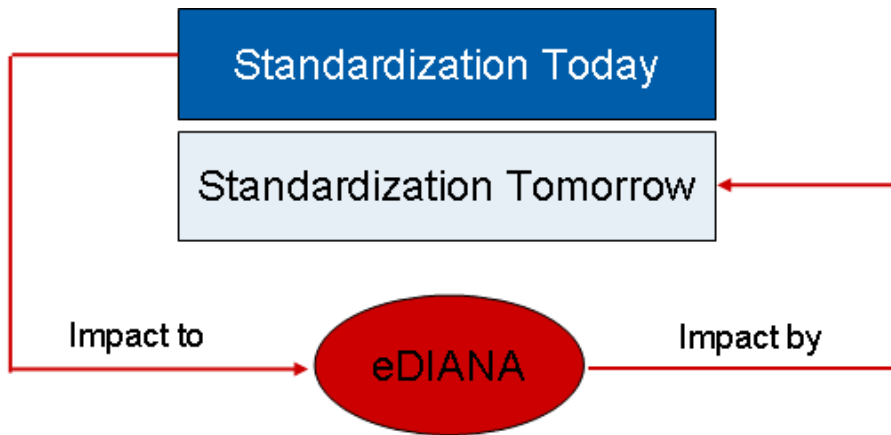 Standardization Today
Standardization Tomorrow
Impact to
eDIANA
Impact by